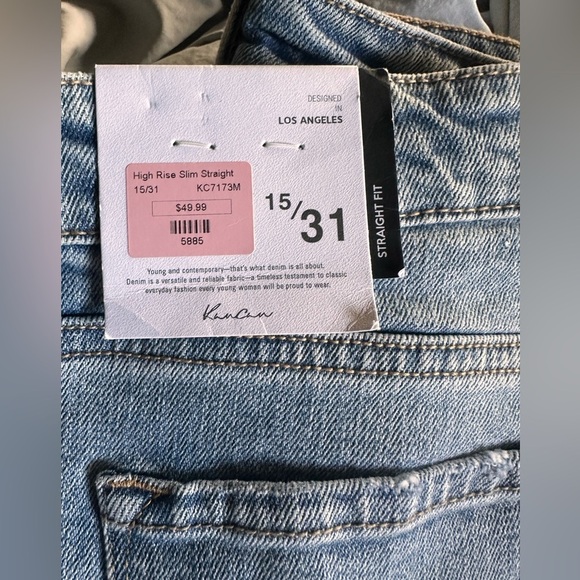 DESIGNED
IN
LOS ANGELES
High Rise Slim Straight
15/31 KC7173M
$49.99
5885
15/31
STRAIGHT FIT
Young and contemporary—that's what denim is all about.
Denim is a versatile and reliable fabric—a timeless testament to classic
everyday fashion every young woman will be proud to wear.
KanCan